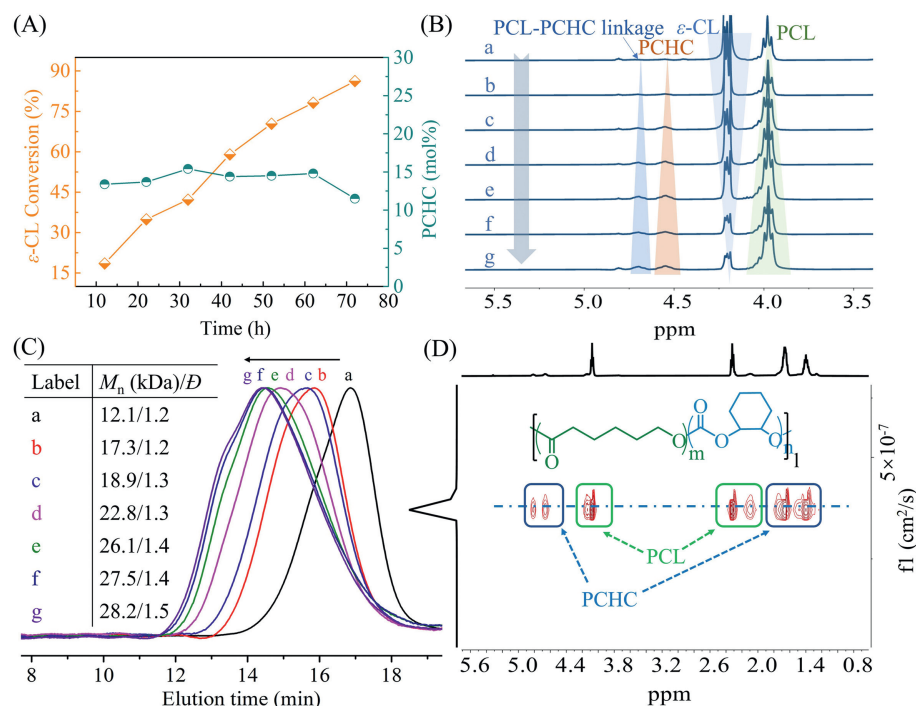 (A)
90
75
60
45
30
15
ε-CL Conversion (%)
30
25
20
15
10
5
0
PCHC (mol%)
10 20 30 40 50 60 70 80
Time (h)
(B)
PCL-PCHC linkage ε-CL
PCHC
PCL
a
b
c
d
e
f
g
5.5 5.0 4.5 4.0 3.5
ppm
(C)
g f e d c b a
Label Mn (kDa)/Đ
a 12.1/1.2
b 17.3/1.2
c 18.9/1.3
d 22.8/1.3
e 26.1/1.4
f 27.5/1.4
g 28.2/1.5
8 10 12 14 16 18
Elution time (min)
(D)
O O m O O n 1
O
PCL
PCHC
5×10⁻⁷
f1 (cm²/s)
5.6 4.8 4.0 3.2 2.4 1.6 0.8
ppm